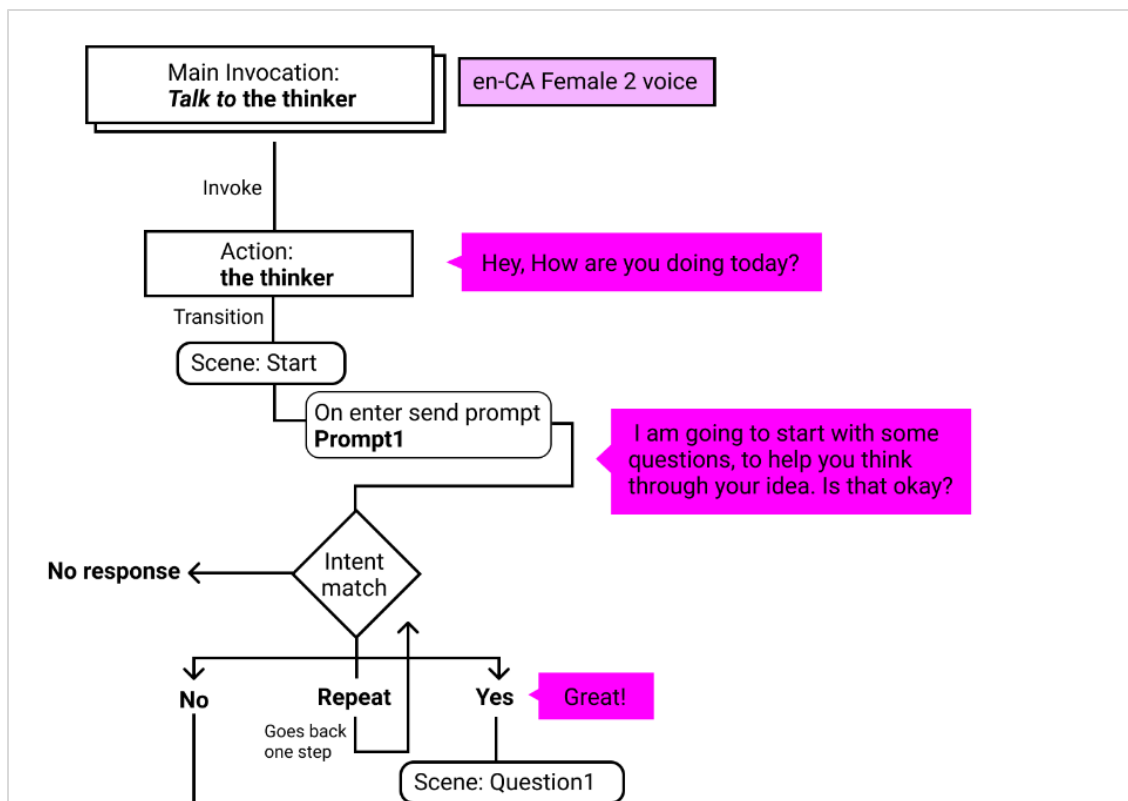 Main Invocation:
Talk to the thinker
en-CA Female 2 voice
Invoke
Action:
the thinker
Hey, How are you doing today?
Transition
Scene: Start
On enter send prompt
Prompt1
I am going to start with some
questions, to help you think
through your idea. Is that okay?
Intent
match
No response
No
Repeat
Yes
Great!
Goes back
one step
Scene: Question1